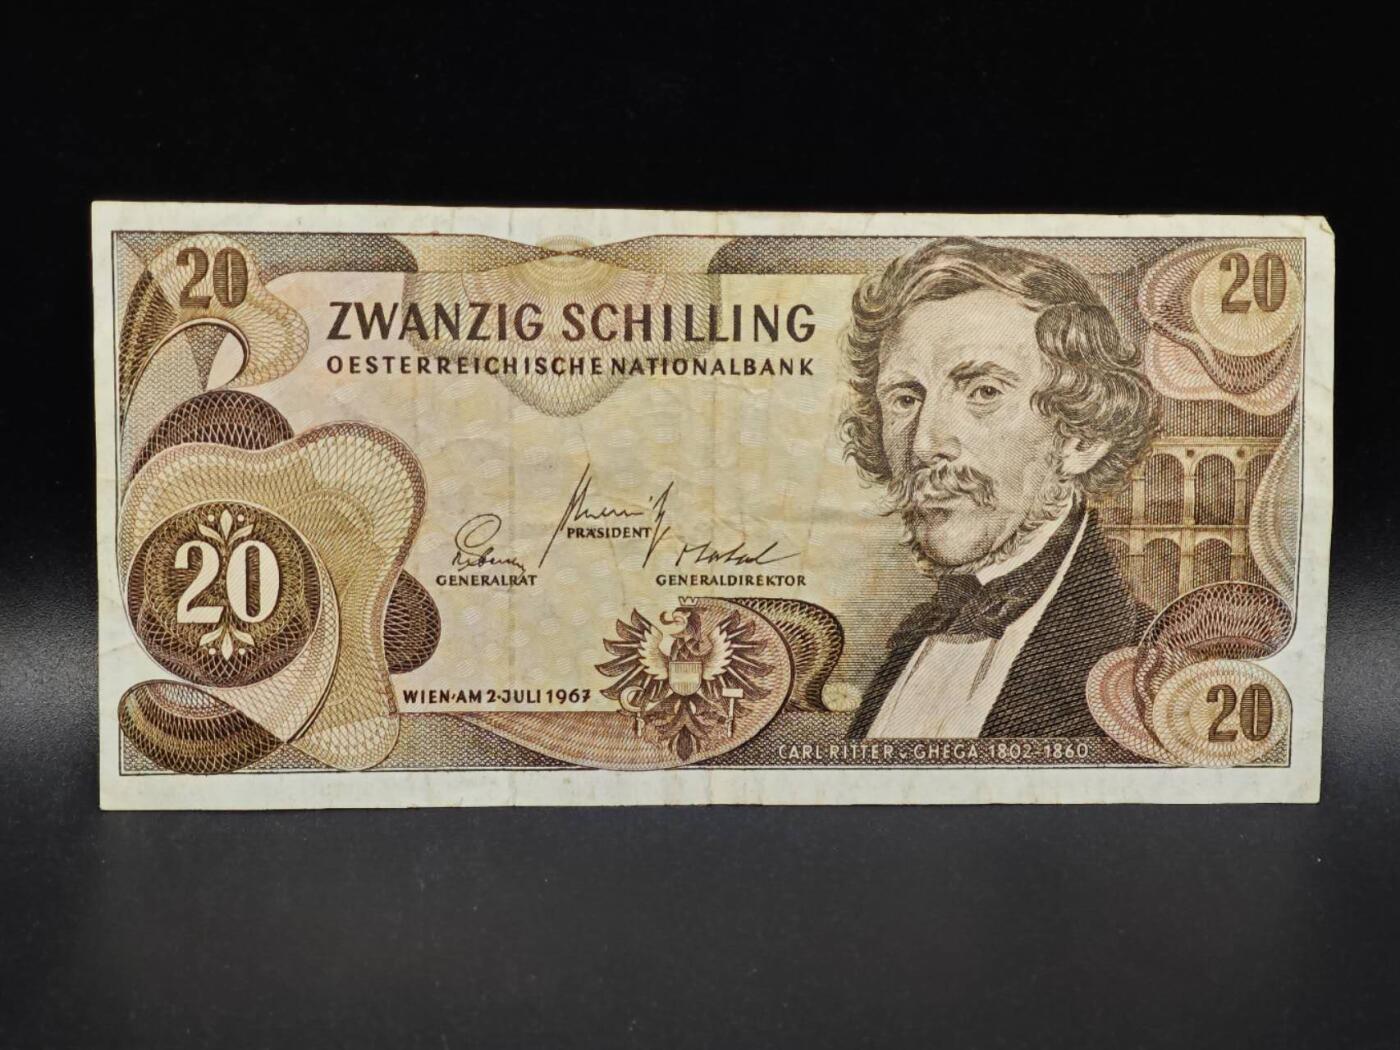 20
20
ZWANZIG SCHILLING
OESTERREICHISCHE NATIONALBANK
PRÄSIDENT
GENERALRAT
GENERALDIREKTOR
20
WIEN·AM 2·JULI 1967
20
CARL RITTER v. GHEGA 1802-1860